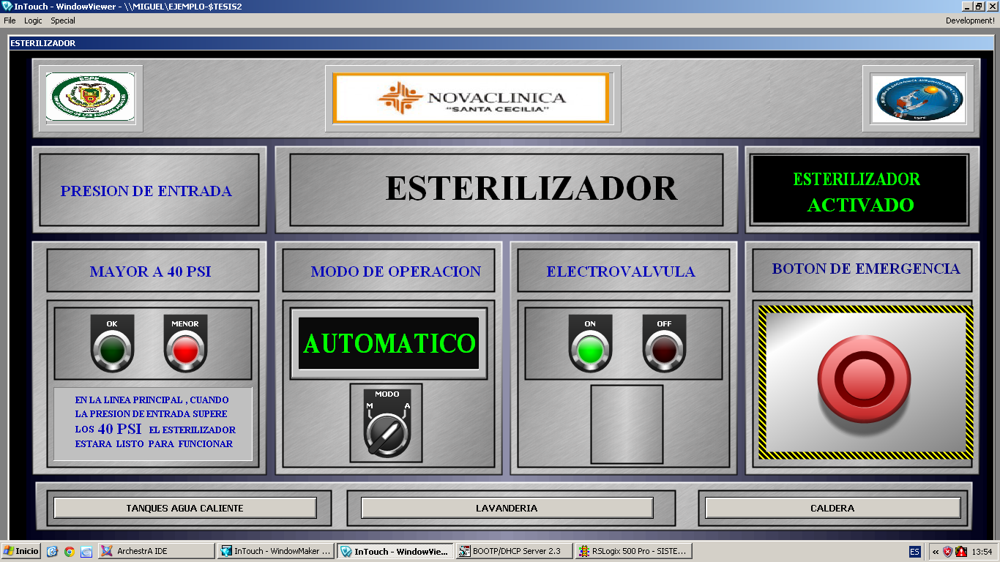 InTouch - WindowViewer - \\MIGUEL\EJEMPLO-$TESIS2
File Logic Special Development!
ESTERILIZADOR
ESPE
NOVACLINICA
"SANTA CECILIA"
ESPE
PRESION DE ENTRADA
ESTERILIZADOR
ESTERILIZADOR
ACTIVADO
MAYOR A 40 PSI
MODO DE OPERACION
ELECTROVALVULA
BOTON DE EMERGENCIA
OK MENOR
AUTOMATICO
ON OFF
MODO
M A
EN LA LINEA PRINCIPAL , CUANDO
LA PRESION DE ENTRADA SUPERE
LOS 40 PSI EL ESTERILIZADOR
ESTARA LISTO PARA FUNCIONAR
TANQUES AGUA CALIENTE
LAVANDERIA
CALDERA
Inicio
ArchestrA IDE
InTouch - WindowMaker ...
InTouch - WindowVie...
BOOTP/DHCP Server 2.3
RSLogix 500 Pro - SISTE...
ES
«
13:54